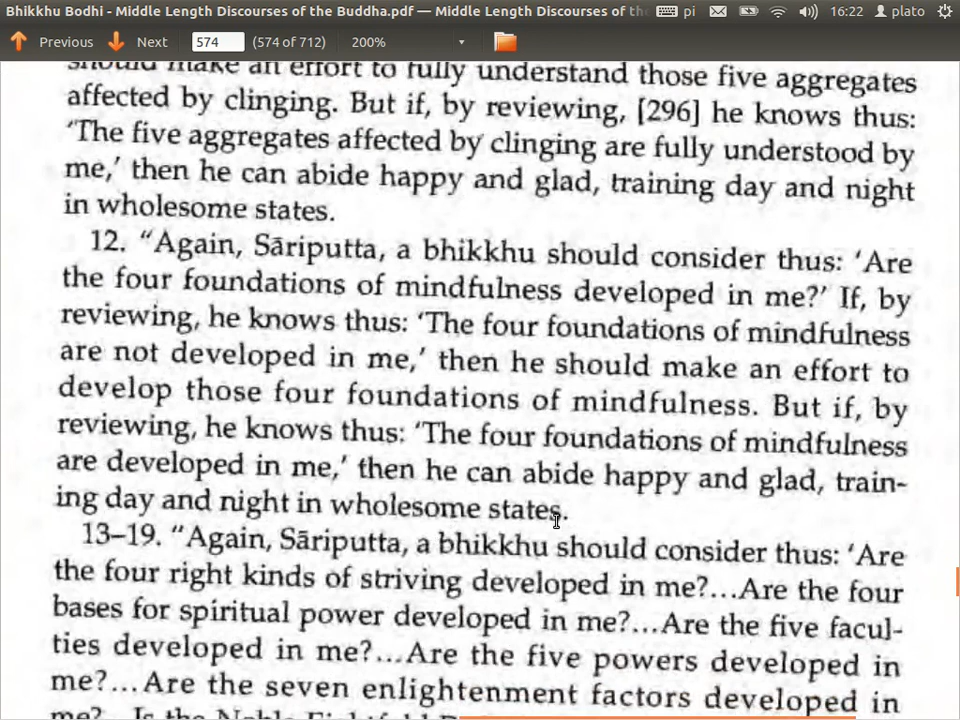 Bhikkhu Bodhi - Middle Length Discourses of the Buddha.pdf — Middle Length Discourses of th pi 16:22 plato
Previous Next 574 (574 of 712) 200%
should make an effort to fully understand those five aggregates
affected by clinging. But if, by reviewing, [296] he knows thus:
'The five aggregates affected by clinging are fully understood by
me,' then he can abide happy and glad, training day and night
in wholesome states.
12. "Again, Sāriputta, a bhikkhu should consider thus: 'Are
the four foundations of mindfulness developed in me?' If, by
reviewing, he knows thus: 'The four foundations of mindfulness
are not developed in me,' then he should make an effort to
develop those four foundations of mindfulness. But if, by
reviewing, he knows thus: 'The four foundations of mindfulness
are developed in me,' then he can abide happy and glad, train-
ing day and night in wholesome states.
13–19. "Again, Sāriputta, a bhikkhu should consider thus: 'Are
the four right kinds of striving developed in me?...Are the four
bases for spiritual power developed in me?...Are the five facul-
ties developed in me?...Are the five powers developed in
me?...Are the seven enlightenment factors developed in
me?...Is the Noble Eightfold